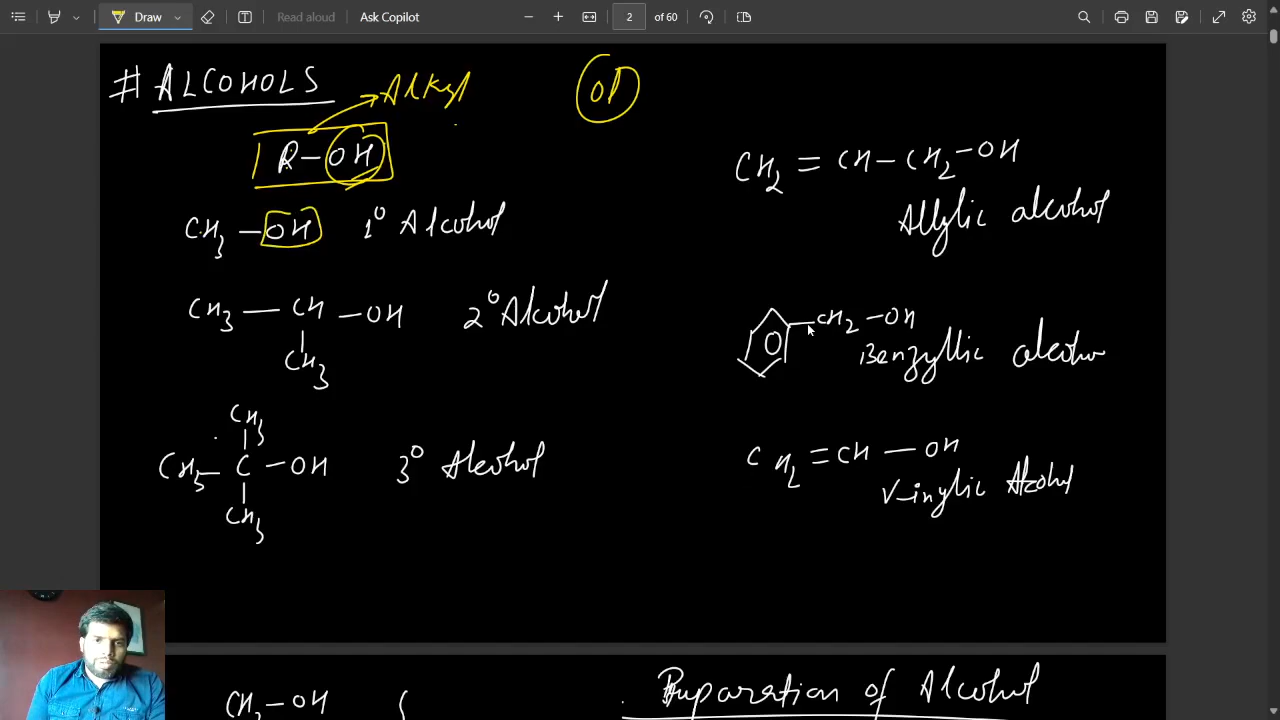 Draw
Read aloud
Ask Copilot
2 of 60
# ALCOHOLS
Alkyl
R-OH
CH3-OH 1° Alcohol
CH3-CH-OH 2° Alcohol
CH3
CH3
CH3-C-OH 3° Alcohol
CH3
CH2=CH-CH2-OH
Allylic alcohol
CH2-OH
Benzyllic alcoho
CH2=CH-OH
Vinylic Alcohol
CH2-OH
Preparation of Alcohol